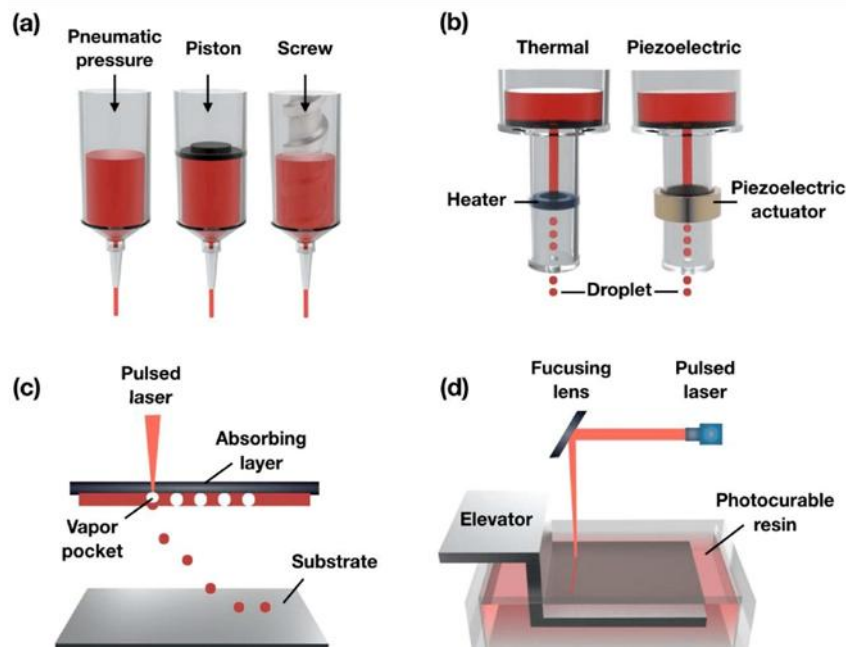 (a)
Pneumatic
pressure
Piston
Screw
(b)
Thermal
Piezoelectric
Heater
Piezoelectric
actuator
Droplet
(c)
Pulsed
laser
Absorbing
layer
Vapor
pocket
Substrate
(d)
Fucusing
lens
Pulsed
laser
Elevator
Photocurable
resin